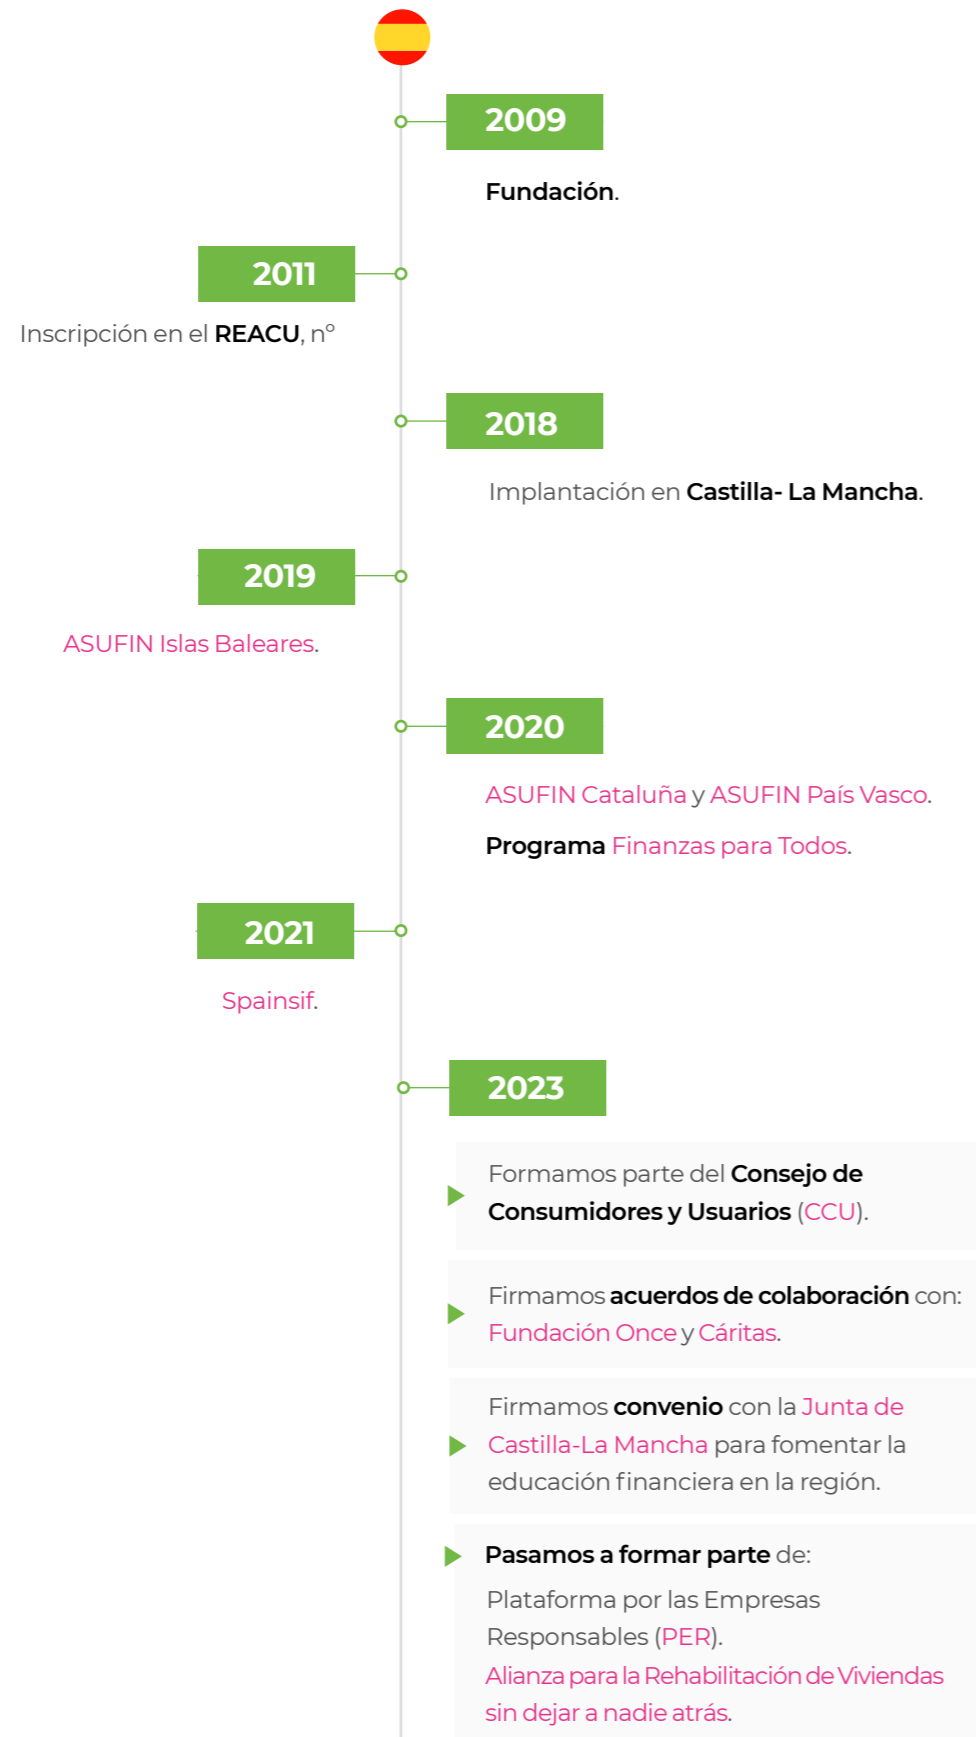 2009
Fundación.
2011
Inscripción en el REACU, nº
2018
Implantación en Castilla- La Mancha.
2019
ASUFIN Islas Baleares.
2020
ASUFIN Cataluña y ASUFIN País Vasco.
Programa Finanzas para Todos.
2021
Spainsif.
2023
Formamos parte del Consejo de
Consumidores y Usuarios (CCU).
Firmamos acuerdos de colaboración con:
Fundación Once y Cáritas.
Firmamos convenio con la Junta de
Castilla-La Mancha para fomentar la
educación financiera en la región.
Pasamos a formar parte de:
Plataforma por las Empresas
Responsables (PER).
Alianza para la Rehabilitación de Viviendas
sin dejar a nadie atrás.